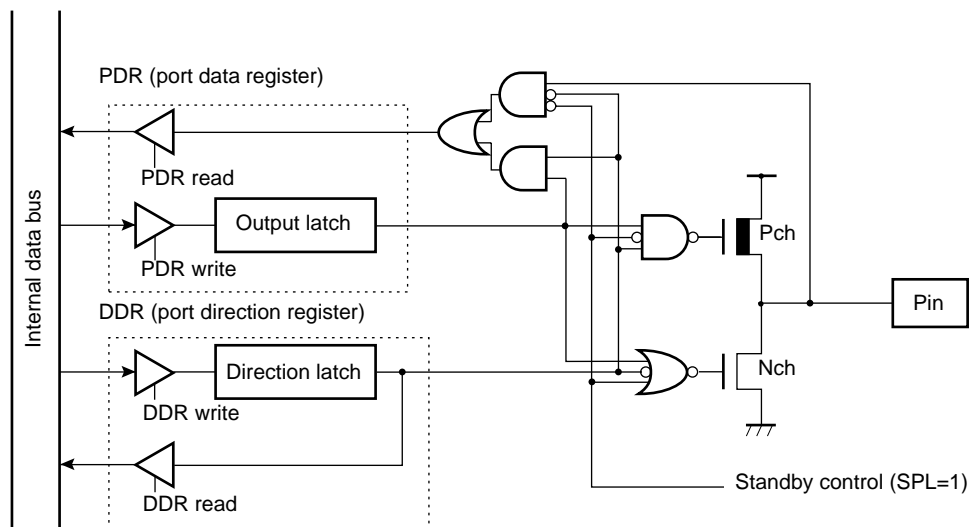 PDR (port data register)
PDR read
Output latch
PDR write
Pch
Internal data bus
DDR (port direction register)
Pin
Direction latch
Nch
DDR write
DDR read
Standby control (SPL=1)